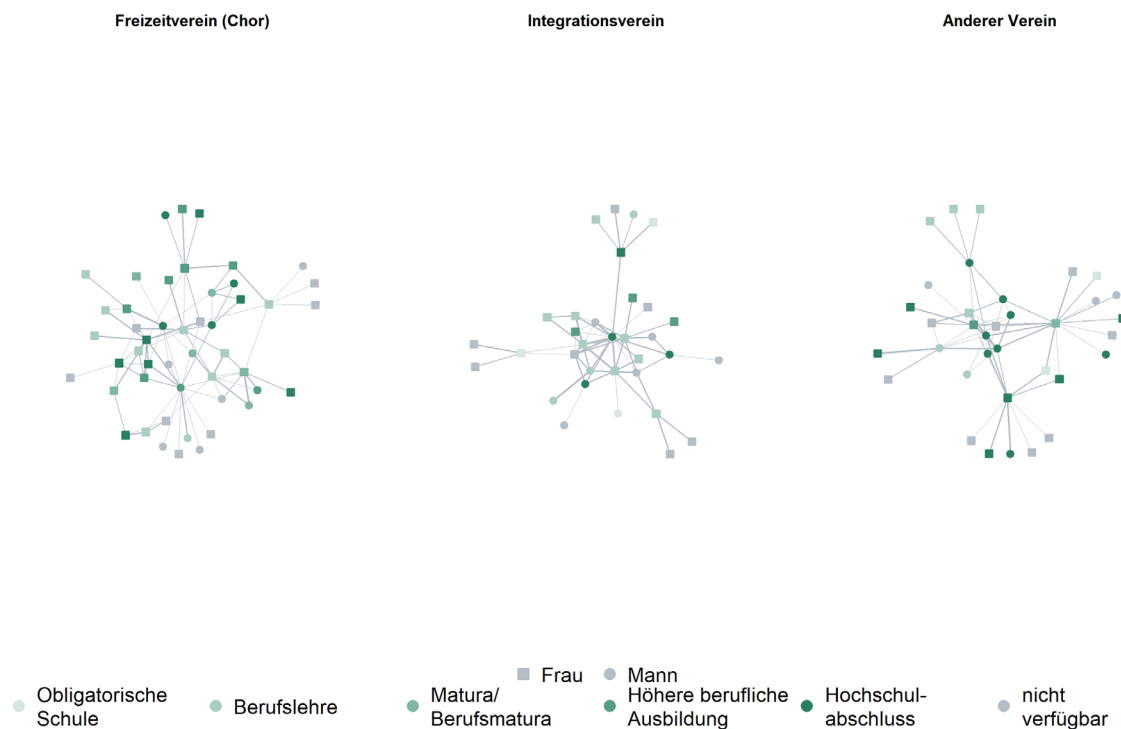 Freizeitverein (Chor)
Integrationsverein
Anderer Verein
Frau
Mann
Obligatorische
Schule
Berufslehre
Matura/
Berufsmatura
Höhere berufliche
Ausbildung
Hochschul-
abschluss
nicht
verfügbar